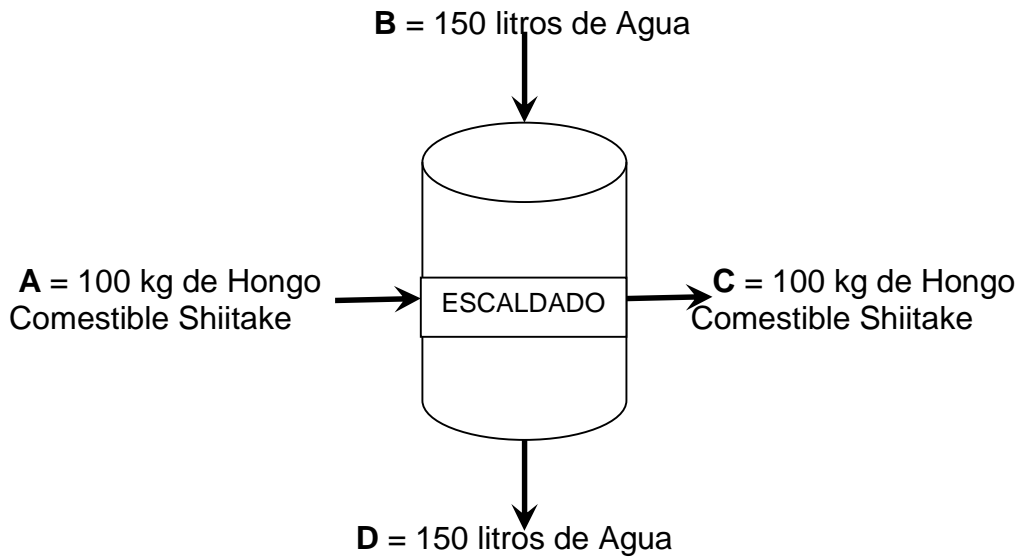 B = 150 litros de Agua
A = 100 kg de Hongo
Comestible Shiitake
ESCALDADO
C = 100 kg de Hongo
Comestible Shiitake
D = 150 litros de Agua